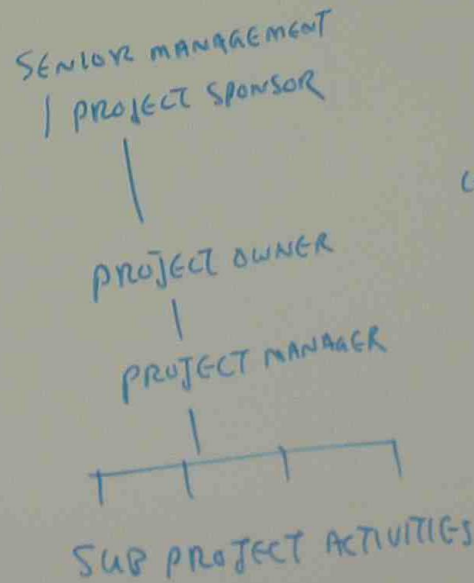 SENIOR MANAGEMENT
/ PROJECT SPONSOR
PROJECT OWNER
PROJECT MANAGER
SUB PROJECT ACTIVITIES